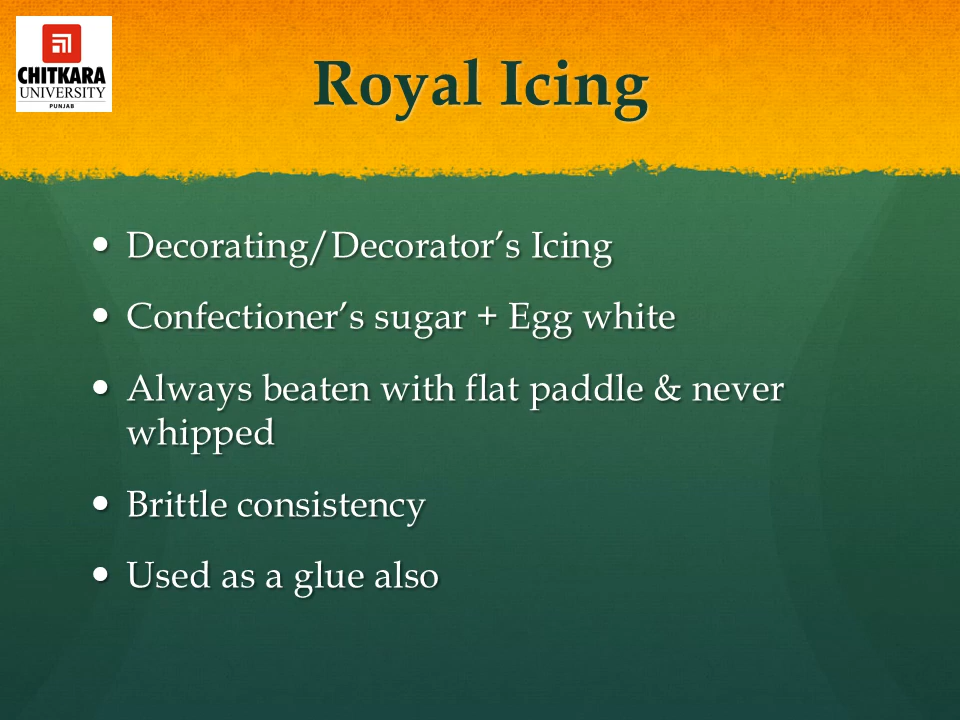 CHITKARA
UNIVERSITY
PUNJAB
Royal Icing
• Decorating/Decorator’s Icing
• Confectioner’s sugar + Egg white
• Always beaten with flat paddle & never
whipped
• Brittle consistency
• Used as a glue also